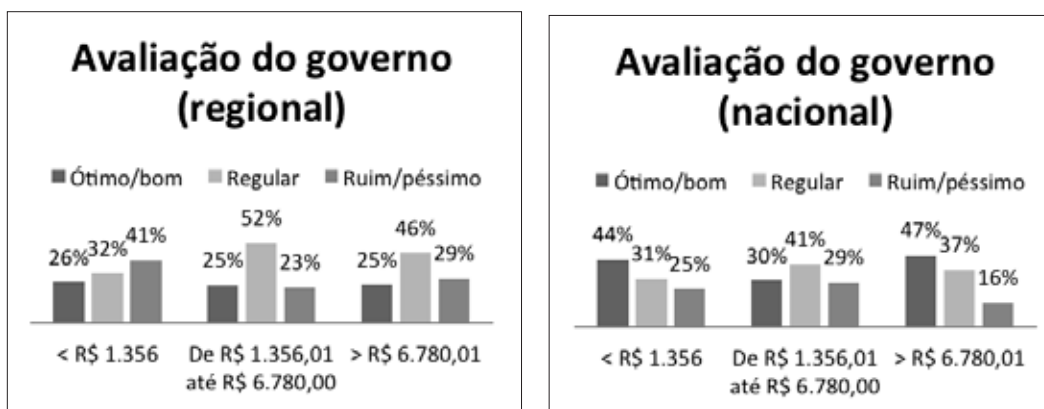 Avaliação do governo
(regional)
Ótimo/bom Regular Ruim/péssimo
26% 32% 41% 25% 52% 23% 25% 46% 29%
< R$ 1.356 De R$ 1.356,01 > R$ 6.780,01
até R$ 6.780,00
Avaliação do governo
(nacional)
Ótimo/bom Regular Ruim/péssimo
44% 31% 25% 30% 41% 29% 47% 37% 16%
< R$ 1.356 De R$ 1.356,01 > R$ 6.780,01
até R$ 6.780,00